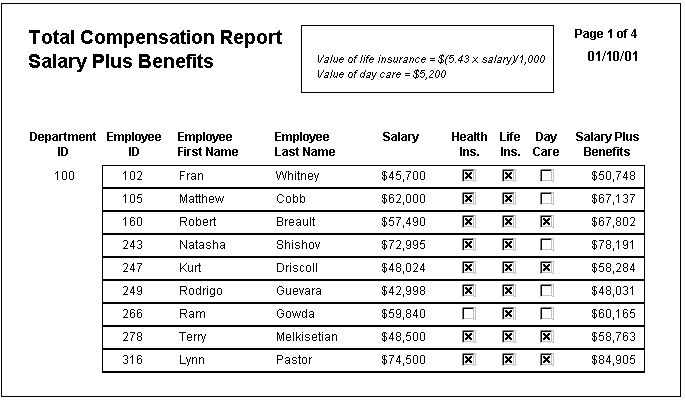 Total Compensation Report
Salary Plus Benefits
Value of life insurance = $(5.43 x salary)/1,000
Value of day care = $5,200
Page 1 of 4
01/10/01
Department ID Employee ID Employee First Name Employee Last Name Salary Health Ins. Life Ins. Day Care Salary Plus Benefits
100 102 Fran Whitney $45,700 $50,748
105 Matthew Cobb $62,000 $67,137
160 Robert Breault $57,490 $67,802
243 Natasha Shishov $72,995 $78,191
247 Kurt Driscoll $48,024 $58,284
249 Rodrigo Guevara $42,998 $48,031
266 Ram Gowda $59,840 $60,165
278 Terry Melkisetian $48,500 $58,763
316 Lynn Pastor $74,500 $84,905